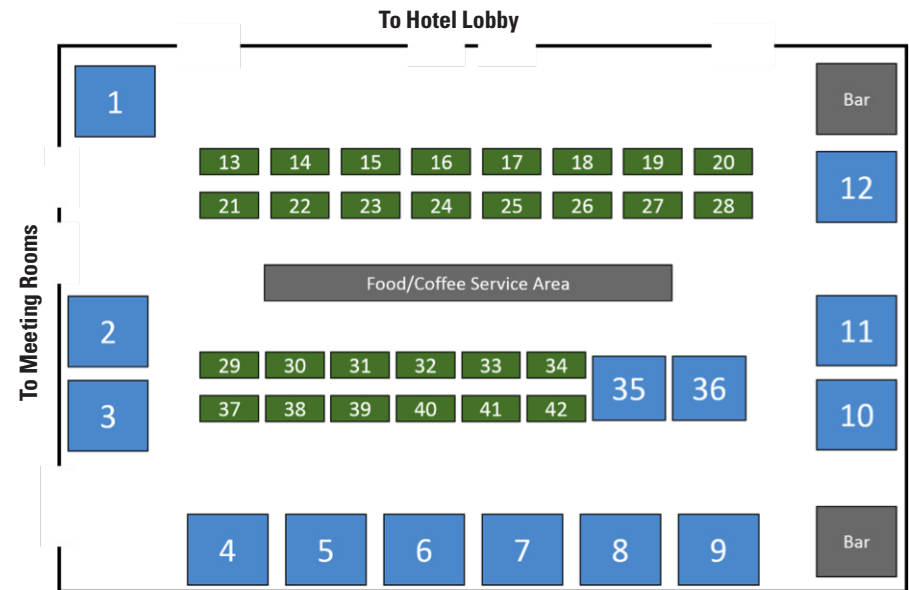 To Hotel Lobby
1
Bar
13 14 15 16 17 18 19 20
12
21 22 23 24 25 26 27 28
To Meeting Rooms
Food/Coffee Service Area
2
11
29 30 31 32 33 34
35 36
3
10
37 38 39 40 41 42
4 5 6 7 8 9
Bar